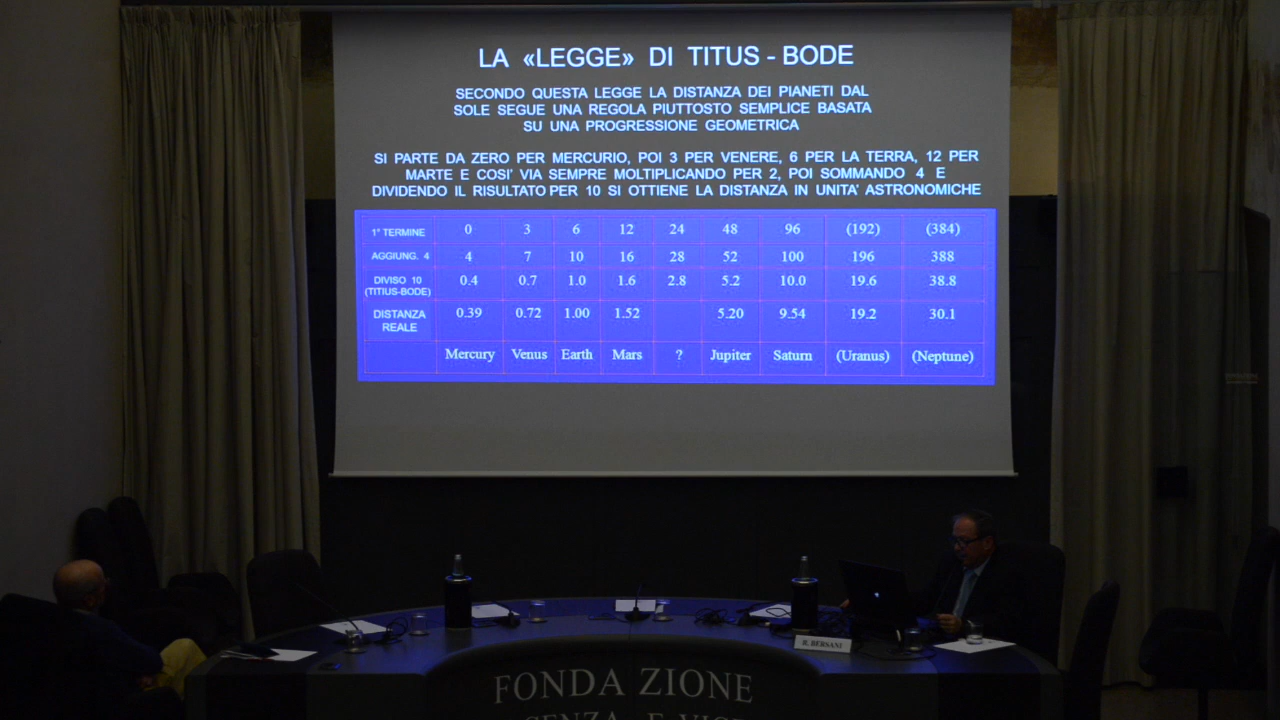 LA «LEGGE» DI TITUS - BODE
SECONDO QUESTA LEGGE LA DISTANZA DEI PIANETI DAL
SOLE SEGUE UNA REGOLA PIUTTOSTO SEMPLICE BASATA
SU UNA PROGRESSIONE GEOMETRICA
SI PARTE DA ZERO PER MERCURIO, POI 3 PER VENERE, 6 PER LA TERRA, 12 PER
MARTE E COSI' VIA SEMPRE MOLTIPLICANDO PER 2, POI SOMMANDO 4 E
DIVIDENDO IL RISULTATO PER 10 SI OTTIENE LA DISTANZA IN UNITA' ASTRONOMICHE
1° TERMINE 0 3 6 12 24 48 96 (192) (384)
AGGIUNG. 4 4 7 10 16 28 52 100 196 388
DIVISO 10
(TITIUS-BODE) 0.4 0.7 1.0 1.6 2.8 5.2 10.0 19.6 38.8
DISTANZA
REALE 0.39 0.72 1.00 1.52 5.20 9.54 19.2 30.1
Mercury Venus Earth Mars ? Jupiter Saturn (Uranus) (Neptune)
R. BERSANI
FONDAZIONE